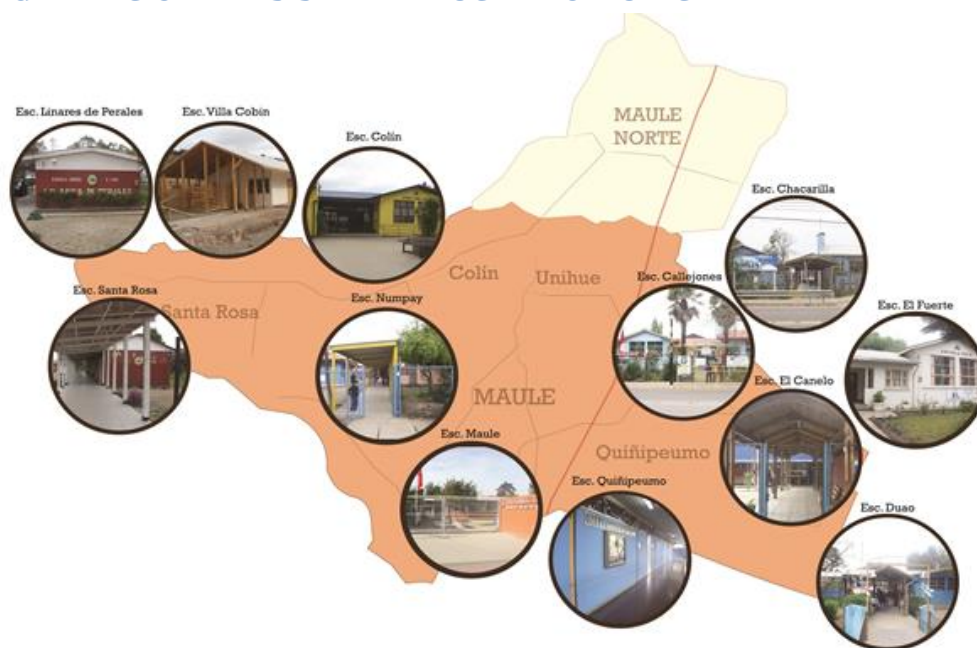 MAULE
NORTE
Esc. Linares de Perales
Esc. Villa Cobin
Esc. Colín
Esc. Chacarilla
Colín
Unihue
Esc. Callejones
Esc. Santa Rosa
Santa Rosa
Esc. Numpay
Esc. El Fuerte
Esc. El Canelo
MAULE
Esc. Maule
Quiñipeumo
Esc. Quiñipeumo
Esc. Duao